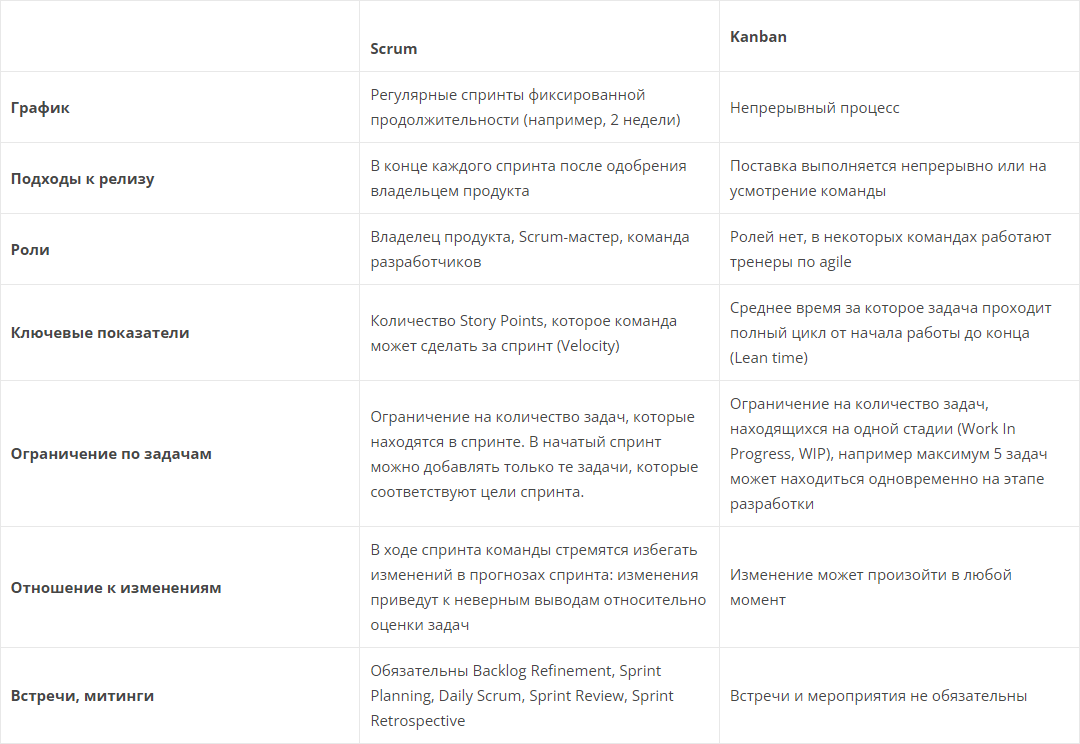 Scrum
Kanban
График
Регулярные спринты фиксированной
продолжительности (например, 2 недели)
Непрерывный процесс
Подходы к релизу
В конце каждого спринта после одобрения
владельцем продукта
Поставка выполняется непрерывно или на
усмотрение команды
Роли
Владелец продукта, Scrum-мастер, команда
разработчиков
Ролей нет, в некоторых командах работают
тренеры по agile
Ключевые показатели
Количество Story Points, которое команда
может сделать за спринт (Velocity)
Среднее время за которое задача проходит
полный цикл от начала работы до конца
(Lean time)
Ограничение по задачам
Ограничение на количество задач, которые
находятся в спринте. В начатый спринт
можно добавлять только те задачи, которые
соответствуют цели спринта.
Ограничение на количество задач,
находящихся на одной стадии (Work In
Progress, WIP), например максимум 5 задач
может находиться одновременно на этапе
разработки
Отношение к изменениям
В ходе спринта команды стремятся избегать
изменений в прогнозах спринта: изменения
приведут к неверным выводам относительно
оценки задач
Изменение может произойти в любой
момент
Встречи, митинги
Обязательны Backlog Refinement, Sprint
Planning, Daily Scrum, Sprint Review, Sprint
Retrospective
Встречи и мероприятия не обязательны